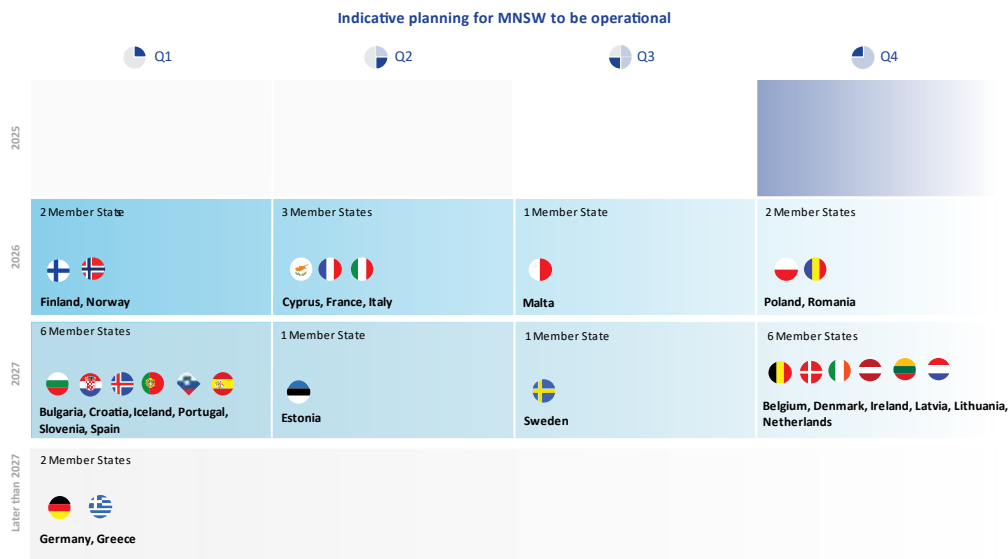 Indicative planning for MNSW to be operational
Q1
Q2
Q3
Q4
2025
2026
2 Member State
Finland, Norway
3 Member States
Cyprus, France, Italy
1 Member State
Malta
2 Member States
Poland, Romania
2027
6 Member States
Bulgaria, Croatia, Iceland, Portugal,
Slovenia, Spain
1 Member State
Estonia
1 Member State
Sweden
6 Member States
Belgium, Denmark, Ireland, Latvia, Lithuania,
Netherlands
Later than 2027
2 Member States
Germany, Greece